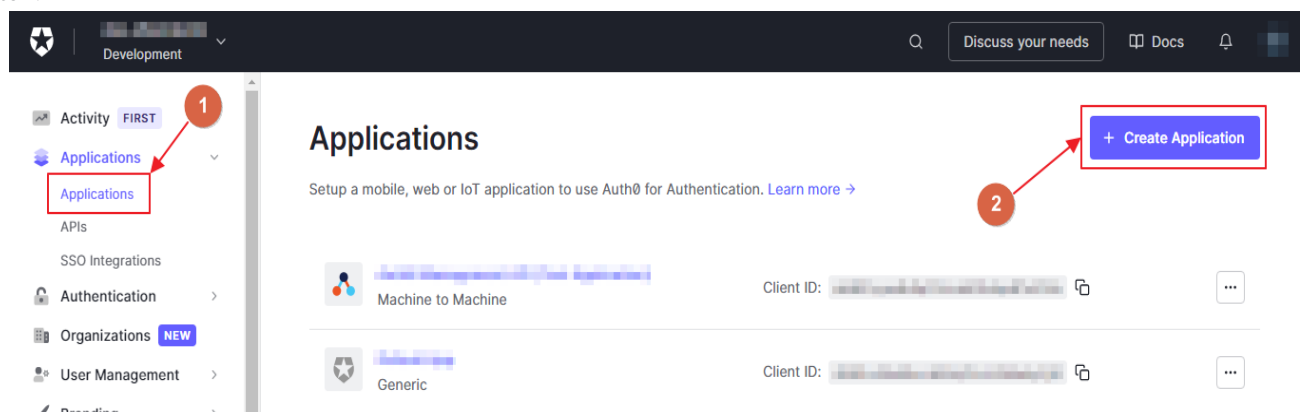 Development
Discuss your needs
Docs
1
Activity FIRST
Applications
Applications
APIs
SSO Integrations
Authentication
Organizations NEW
User Management
Branding
Applications
+ Create Application
Setup a mobile, web or IoT application to use Auth0 for Authentication. Learn more →
2
Machine to Machine
Client ID:
Generic
Client ID: